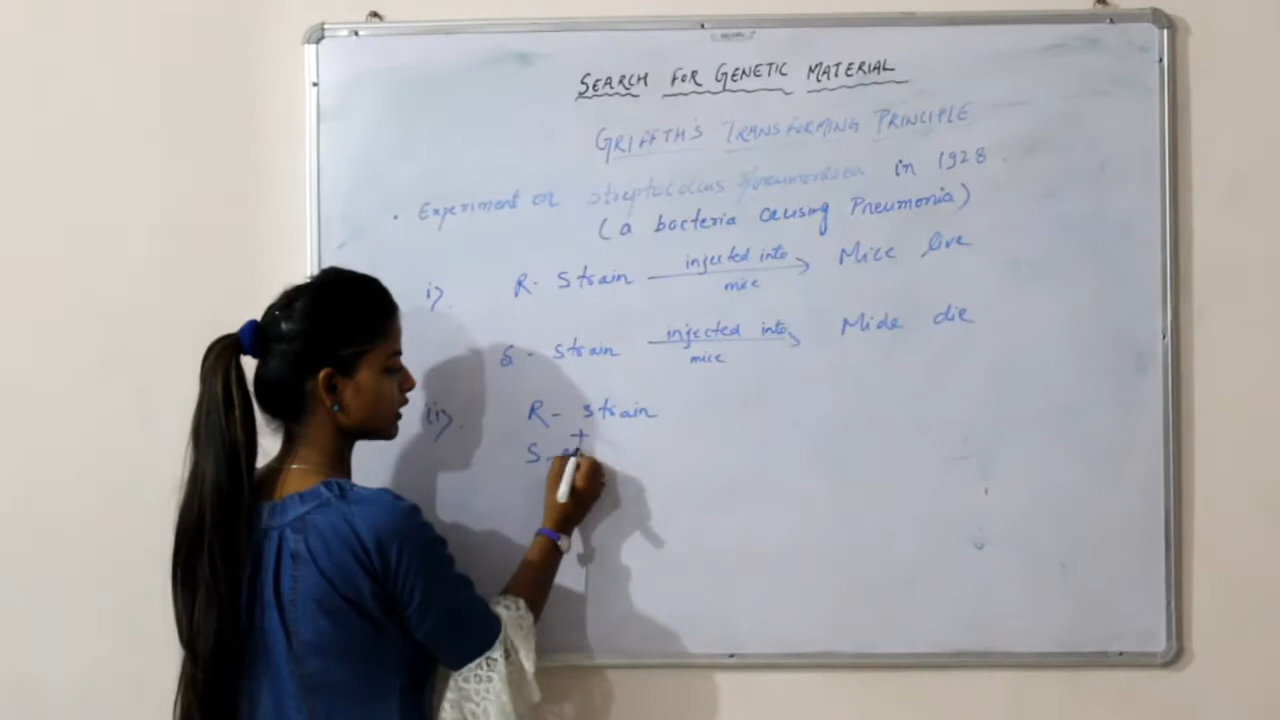 SEARCH FOR GENETIC MATERIAL
GRIFFTH'S TRANSFORMING PRINCIPLE
• Experiment on Streptococcus in 1928.
(a bacteria causing Pneumonia)
i). R- Strain injected into mice Mice live
S - strain injected into mice Mide die
ii). R - strain
+
S